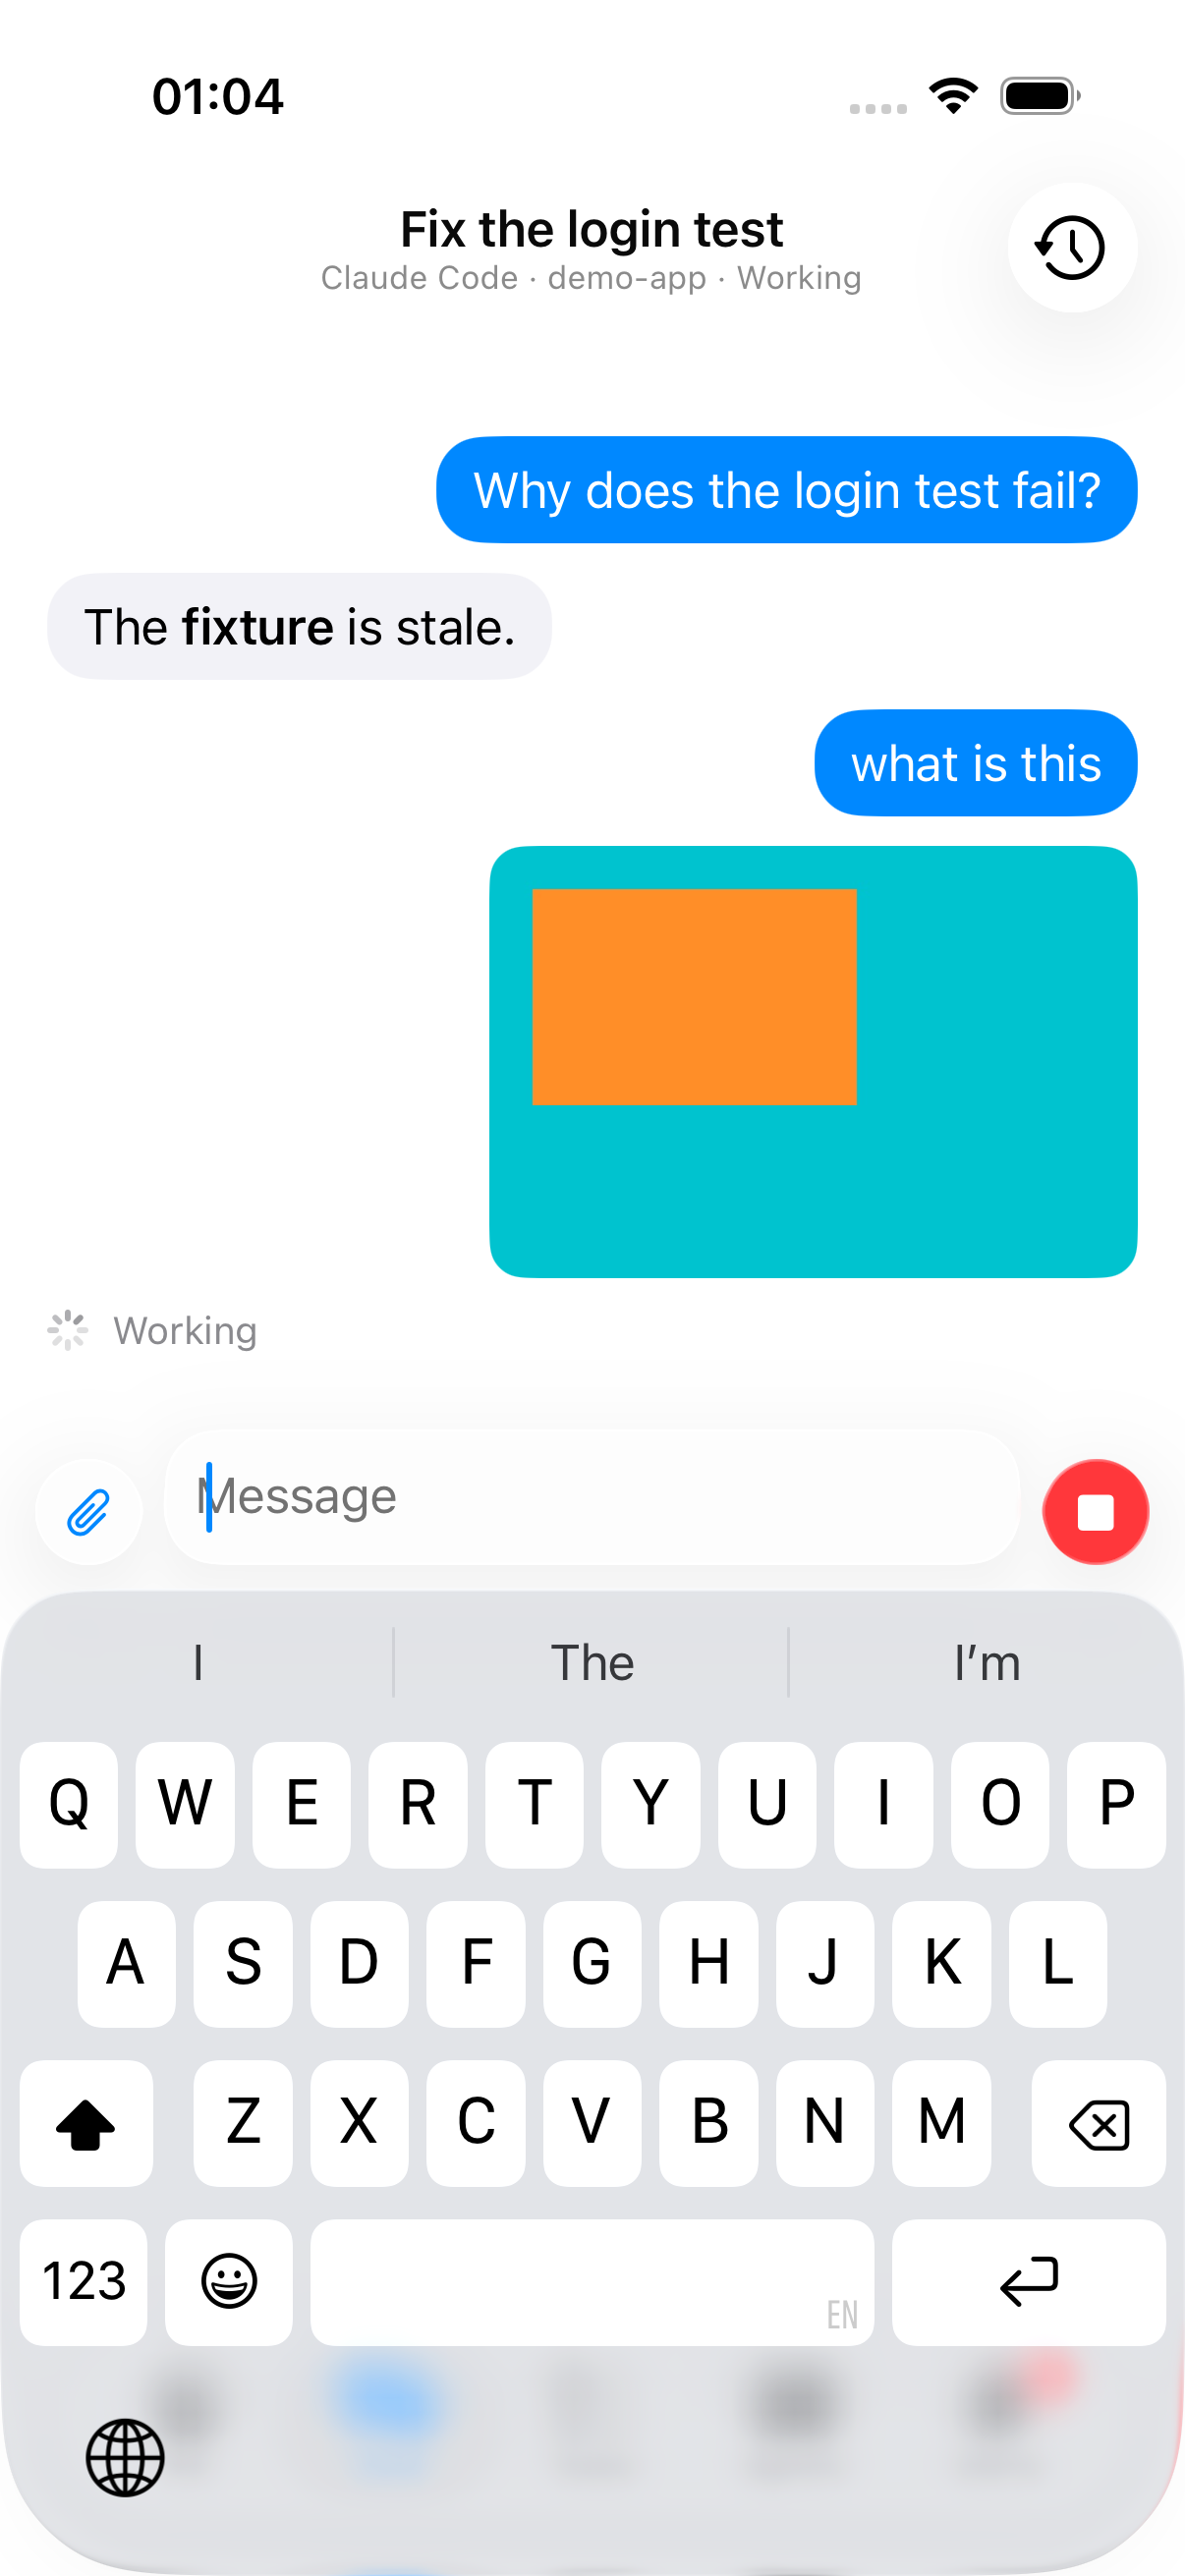 01:04
Fix the login test
Claude Code · demo-app · Working
Why does the login test fail?
The fixture is stale.
what is this
Working
Message
I The I’m
Q W E R T Y U I O P
A S D F G H J K L
Z X C V B N M
123
EN